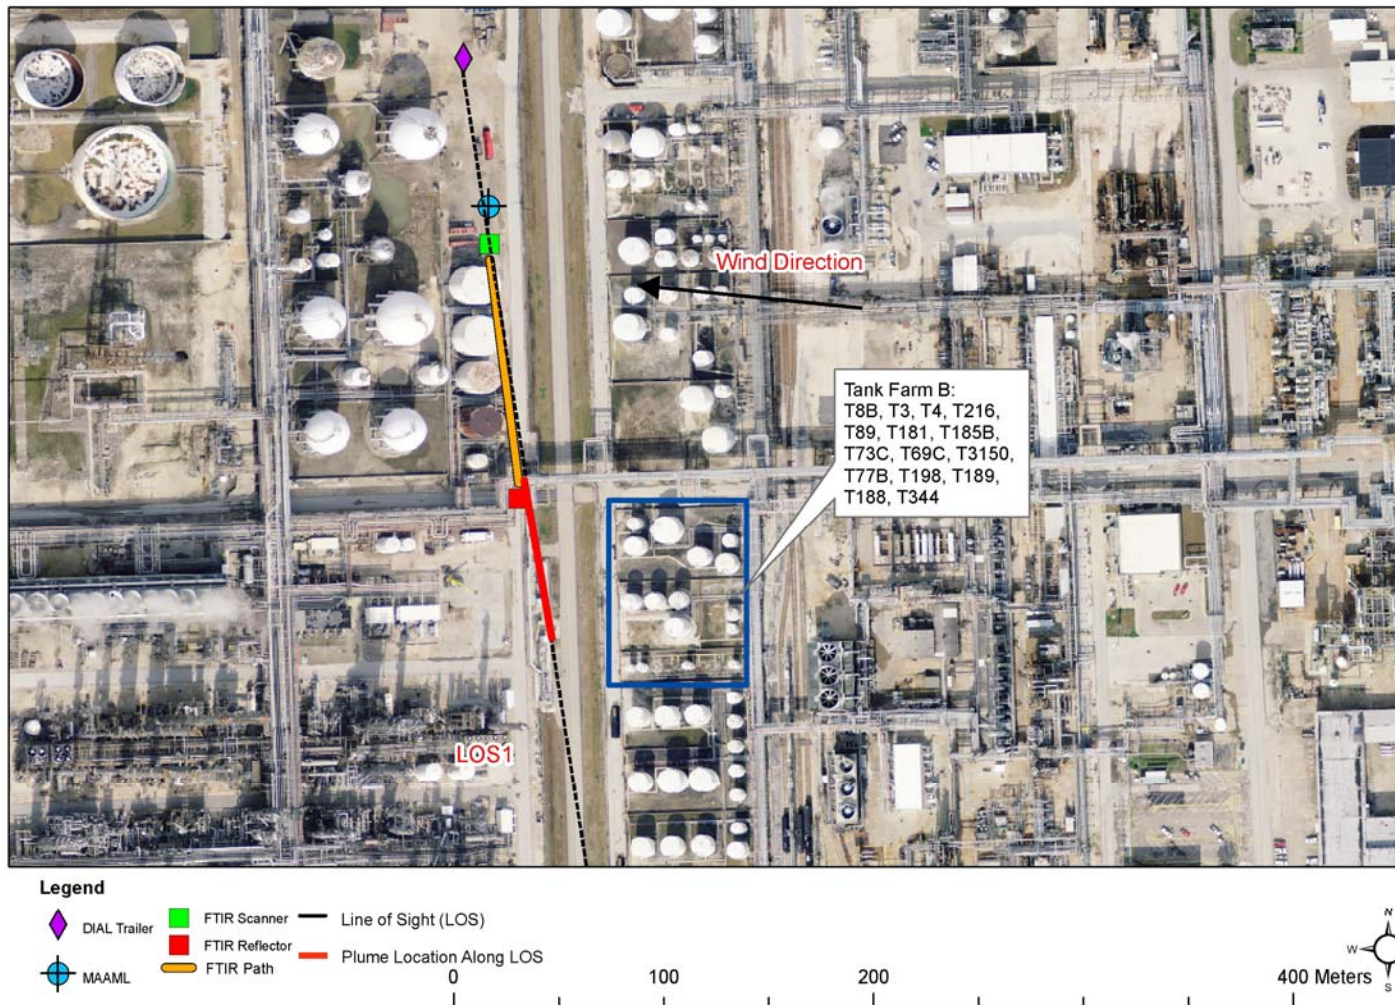 Wind Direction
Tank Farm B:
T8B, T3, T4, T216,
T89, T181, T185B,
T73C, T69C, T3150,
T77B, T198, T189,
T188, T344
LOS1
Legend
DIAL Trailer
MAAML
FTIR Scanner
FTIR Reflector
FTIR Path
Line of Sight (LOS)
Plume Location Along LOS
0 100 200 400 Meters
N
W
S